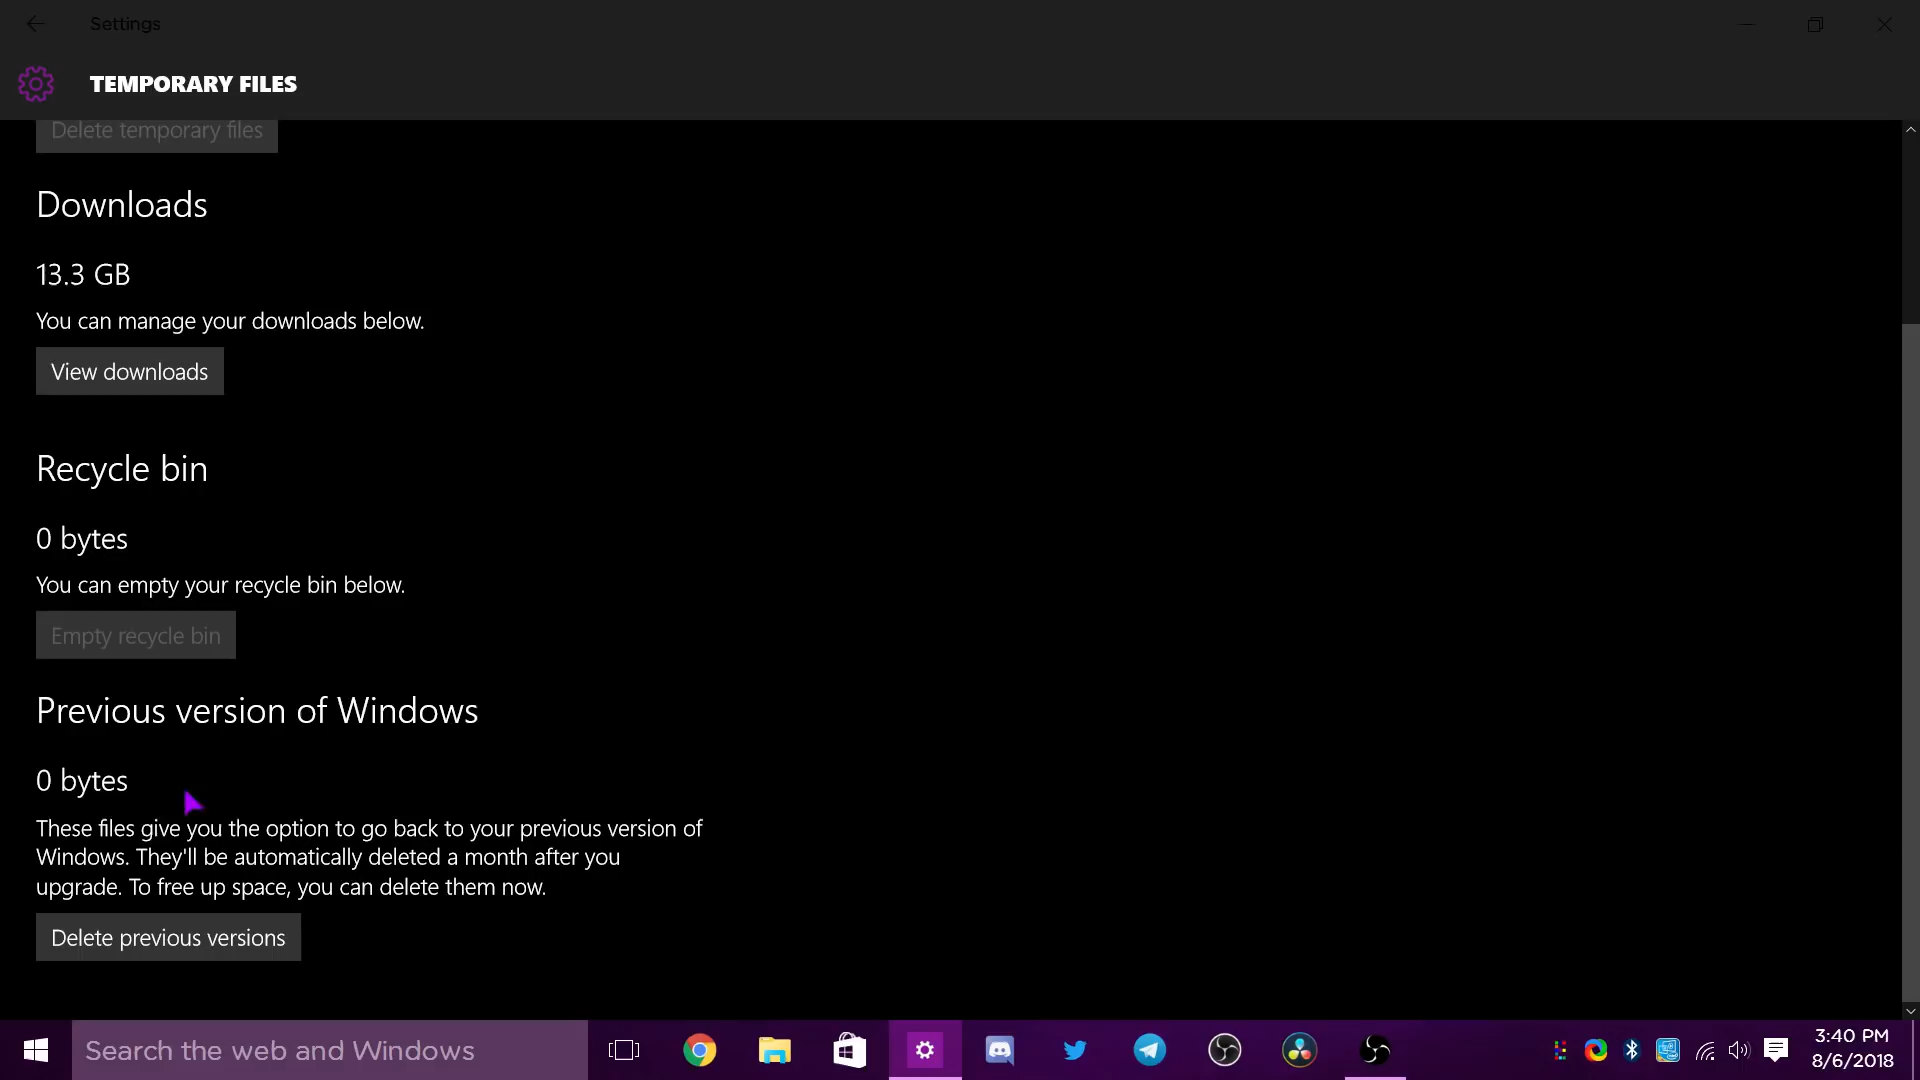 Settings
TEMPORARY FILES
Delete temporary files
Downloads
13.3 GB
You can manage your downloads below.
View downloads
Recycle bin
0 bytes
You can empty your recycle bin below.
Empty recycle bin
Previous version of Windows
0 bytes
These files give you the option to go back to your previous version of
Windows. They'll be automatically deleted a month after you
upgrade. To free up space, you can delete them now.
Delete previous versions
Search the web and Windows
3:40 PM
8/6/2018